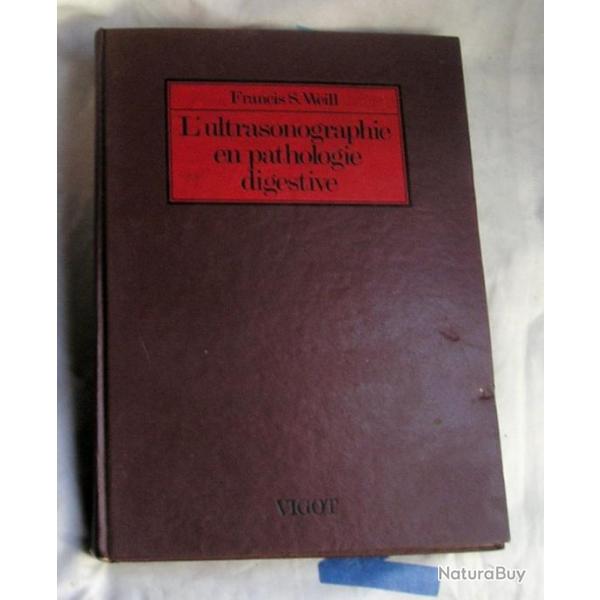 Francis S. Weill
L'ultrasonographie
en pathologie
digestive
VIGOT
NaturaBuy